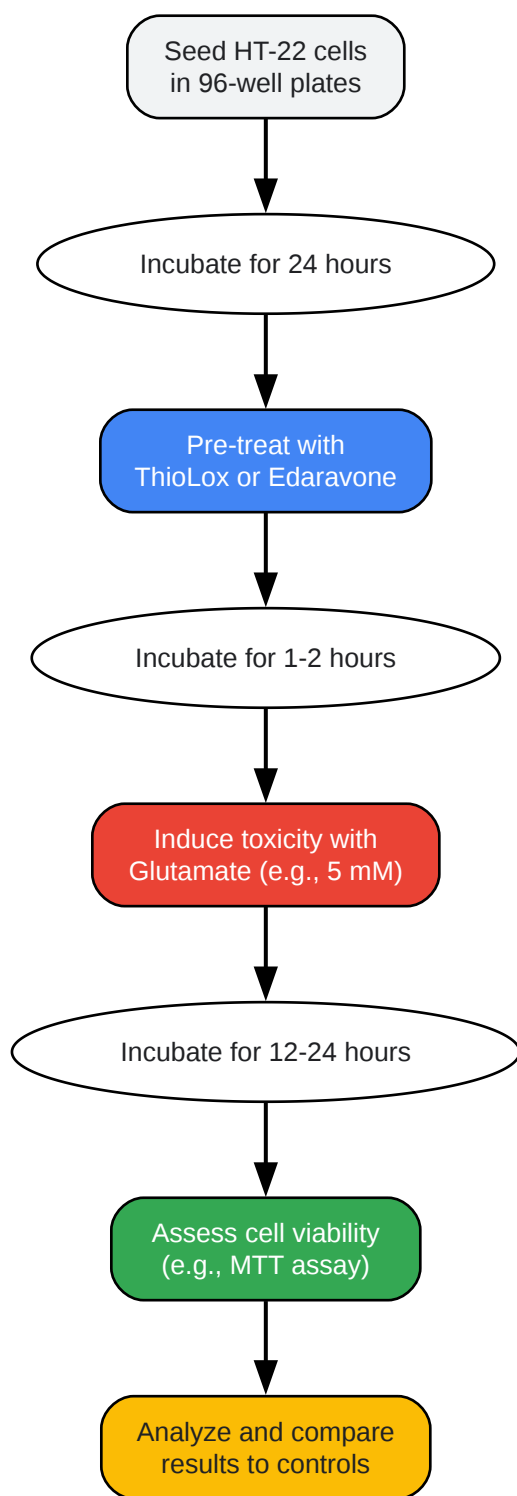 Seed HT-22 cells
in 96-well plates
Incubate for 24 hours
Pre-treat with
ThioLox or Edaravone
Incubate for 1-2 hours
Induce toxicity with
Glutamate (e.g., 5 mM)
Incubate for 12-24 hours
Assess cell viability
(e.g., MTT assay)
Analyze and compare
results to controls